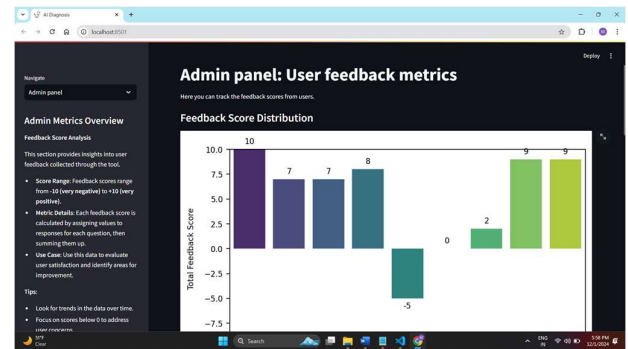 AI Diagnosis
localhost:8501
Deploy
Navigate
Admin panel
Admin Metrics Overview
Feedback Score Analysis
This section provides insights into user
feedback collected through the tool.
Score Range: Feedback scores range
from -10 (very negative) to +10 (very
positive).
Metric Details: Each feedback score is
calculated by assigning values to
responses for each question, then
summing them up.
Use Case: Use this data to evaluate
user satisfaction and identify areas for
improvement.
Tips:
Look for trends in the data over time.
Focus on scores below 0 to address
user concerns.
Admin panel: User feedback metrics
Here you can track the feedback scores from users.
Feedback Score Distribution
10
7
7
8
-5
0
2
9
9
10.0
7.5
5.0
2.5
0.0
−2.5
−5.0
−7.5
Total Feedback Score
Clear
Search
ENG
IN
5:58 PM
12/1/2024